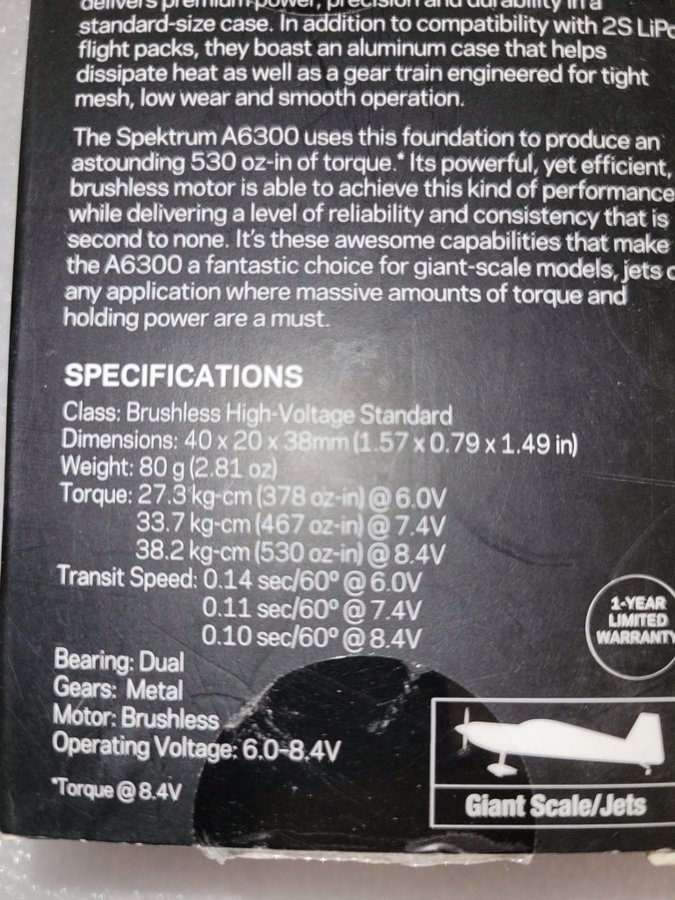 delivers premium power, precision and durability in a
standard-size case. In addition to compatibility with 2S LiPo
flight packs, they boast an aluminum case that helps
dissipate heat as well as a gear train engineered for tight
mesh, low wear and smooth operation.
The Spektrum A6300 uses this foundation to produce an
astounding 530 oz-in of torque.* Its powerful, yet efficient,
brushless motor is able to achieve this kind of performance
while delivering a level of reliability and consistency that is
second to none. It's these awesome capabilities that make
the A6300 a fantastic choice for giant-scale models, jets o
any application where massive amounts of torque and
holding power are a must.
SPECIFICATIONS
Class: Brushless High-Voltage Standard
Dimensions: 40 x 20 x 38mm (1.57 x 0.79 x 1.49 in)
Weight: 80 g (2.81 oz)
Torque: 27.3 kg-cm (378 oz-in) @ 6.0V
33.7 kg-cm (467 oz-in) @ 7.4V
38.2 kg-cm (530 oz-in) @ 8.4V
Transit Speed: 0.14 sec/60º @ 6.0V
0.11 sec/60º @ 7.4V
0.10 sec/60º @ 8.4V
Bearing: Dual
Gears: Metal
Motor: Brushless
Operating Voltage: 6.0–8.4V
*Torque @ 8.4V
1-YEAR
LIMITED
WARRANTY
Giant Scale/Jets